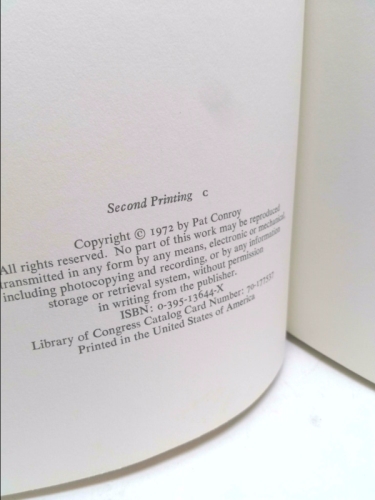 Second Printing C
Copyright © 1972 by Pat Conroy
All rights reserved. No part of this work may be reproduced
transmitted in any form by any means, electronic or mechanical,
including photocopying and recording, or by any information
storage or retrieval system, without permission
in writing from the publisher.
ISBN: 0-395-13644-X
Library of Congress Catalog Card Number: 79-177537
Printed in the United States of America